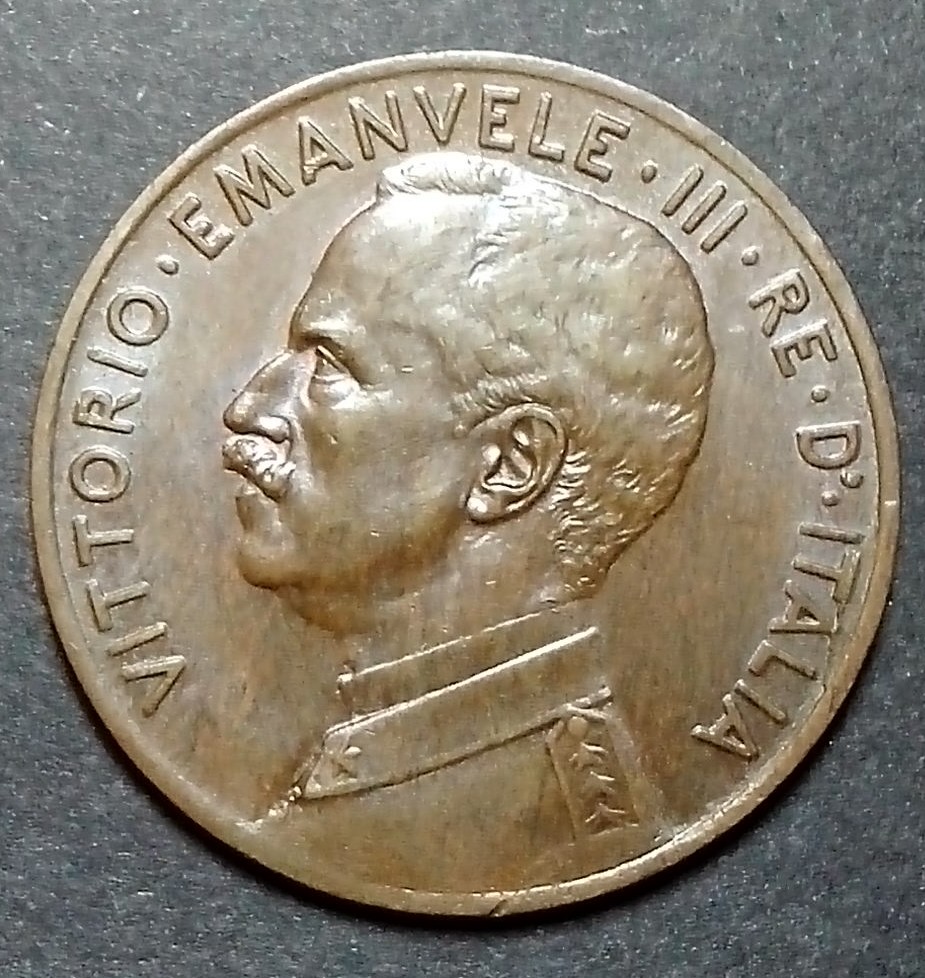 VITTORIO · EMANVELE · III · RE · D'· ITALIA